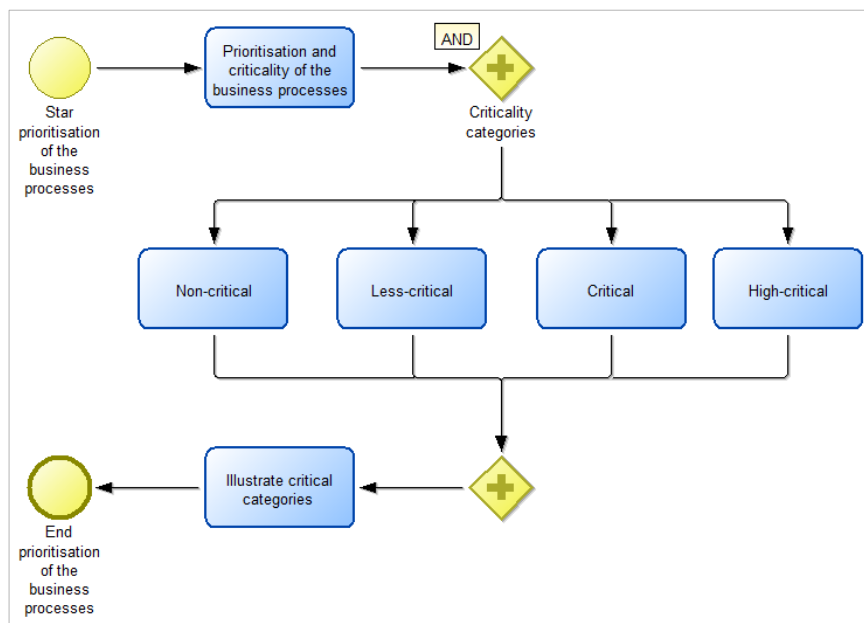 AND
Prioritisation and
criticality of the
business processes
Star
prioritisation
of the
business
processes
Criticality
categories
Non-critical
Less-critical
Critical
High-critical
Illustrate critical
categories
End
prioritisation
of the
business
processes